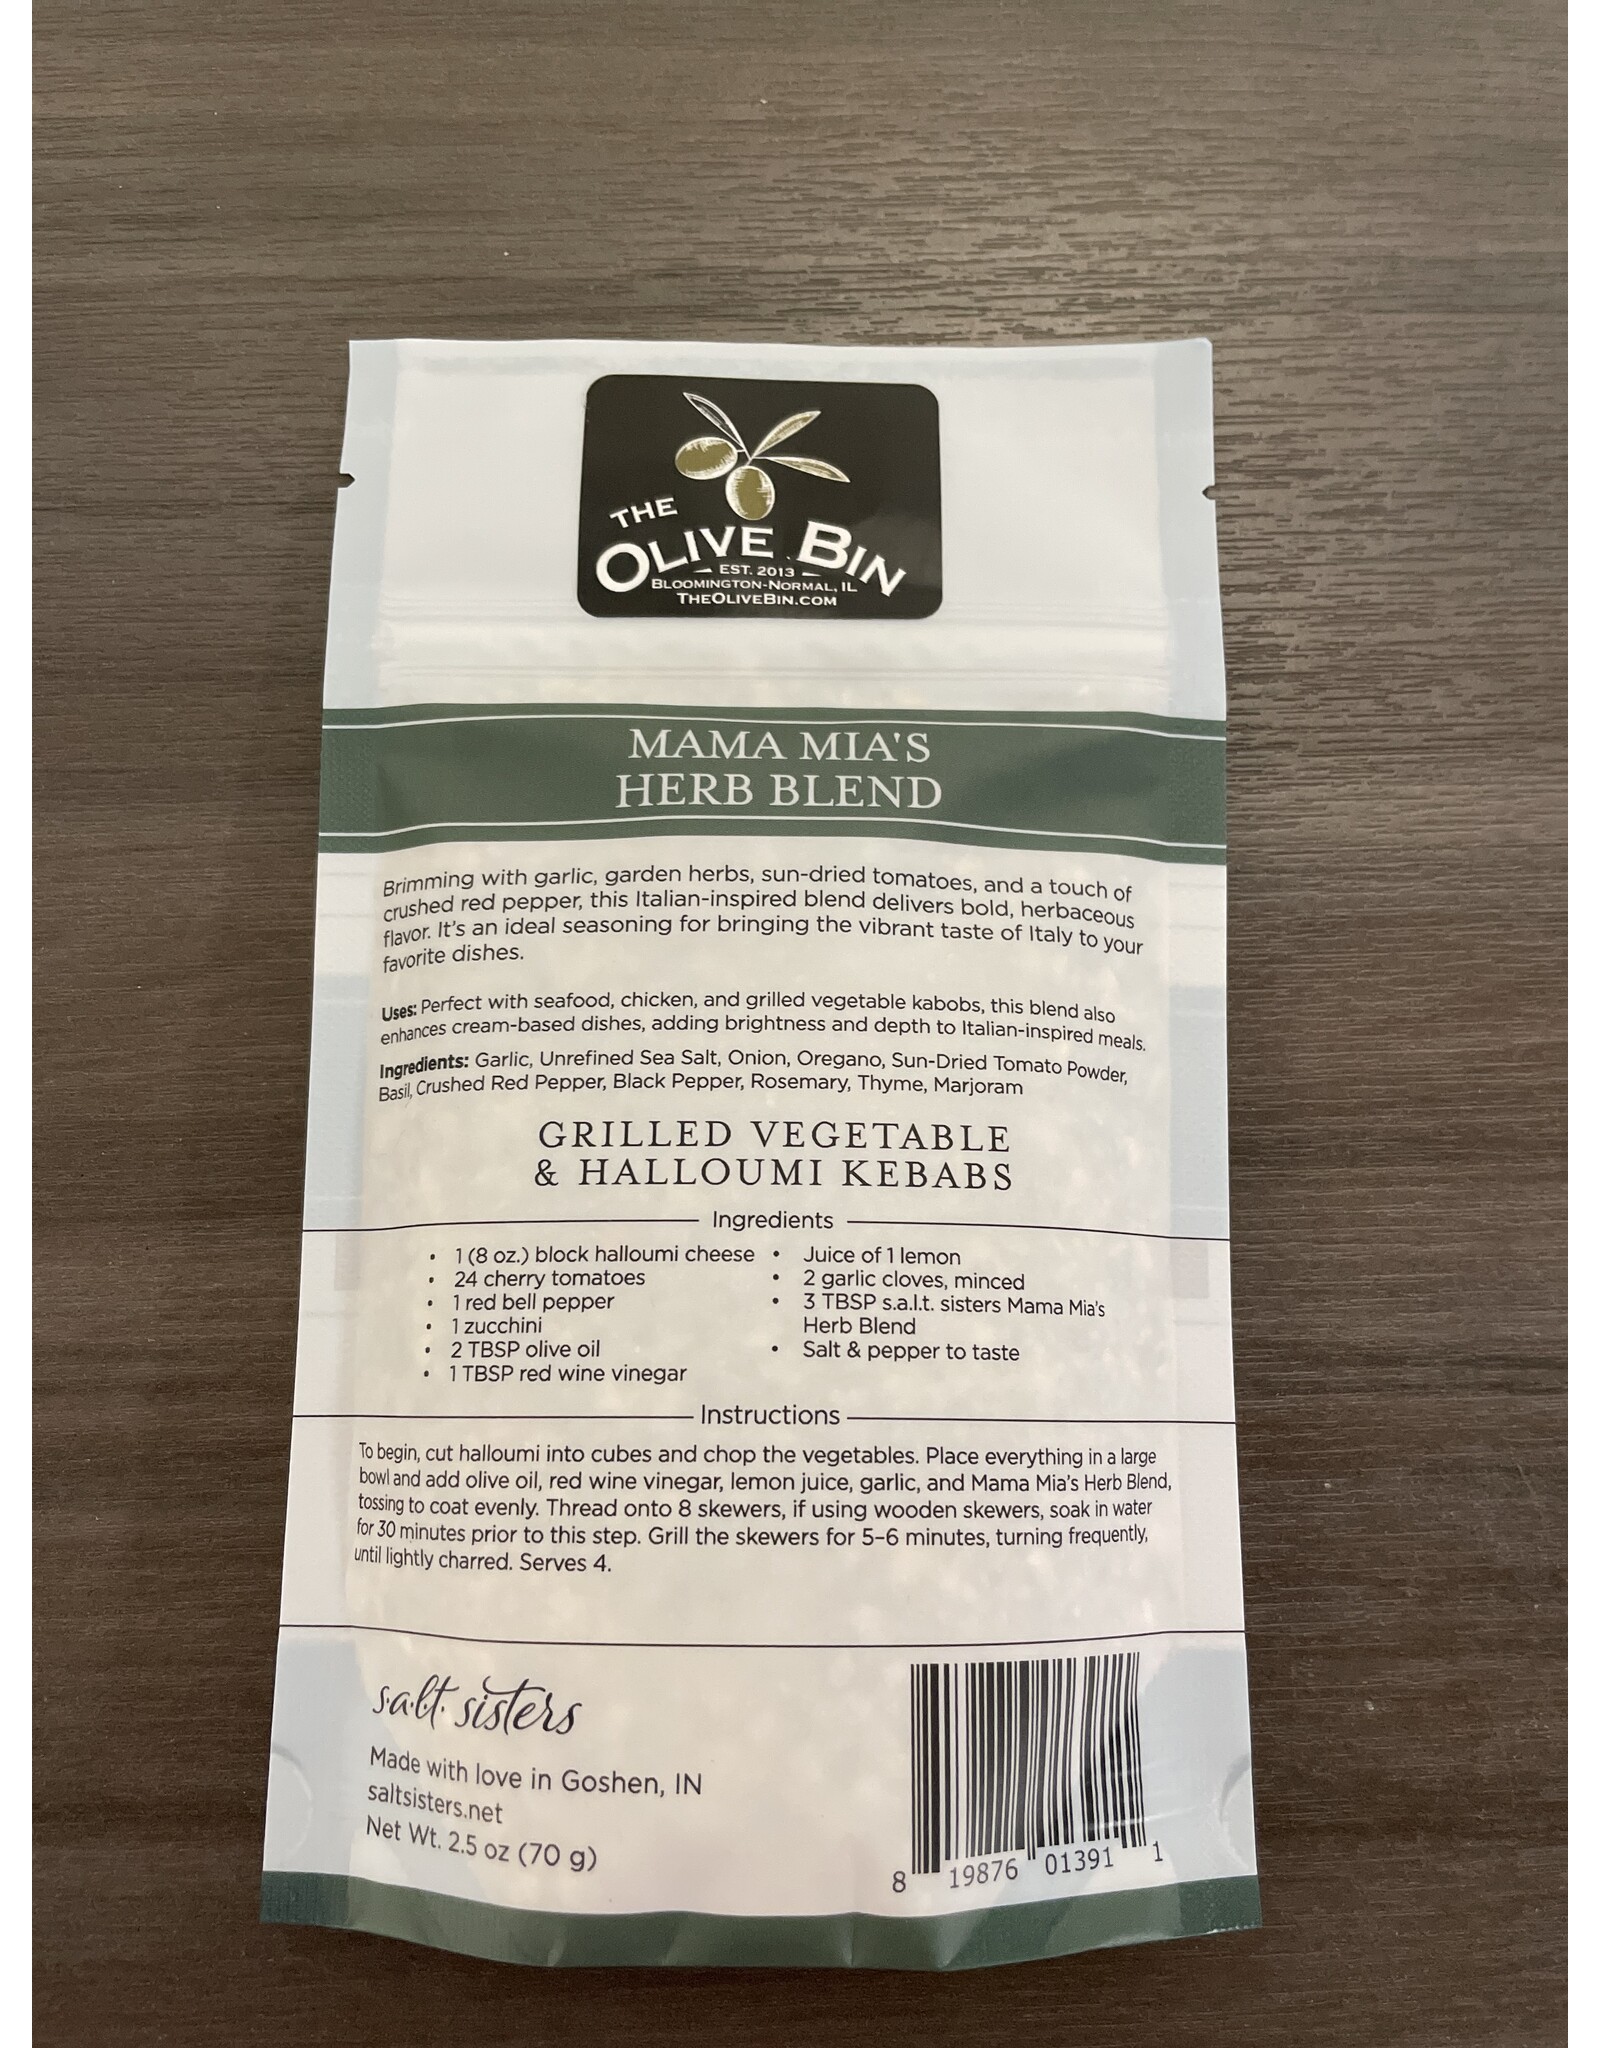 THE
OLIVE BIN
EST. 2013
BLOOMINGTON-NORMAL, IL
THEOLIVEBIN.COM
MAMA MIA'S
HERB BLEND
Brimming with garlic, garden herbs, sun-dried tomatoes, and a touch of
crushed red pepper, this Italian-inspired blend delivers bold, herbaceous
flavor. It's an ideal seasoning for bringing the vibrant taste of Italy to your
favorite dishes.
Uses: Perfect with seafood, chicken, and grilled vegetable kabobs, this blend also
enhances cream-based dishes, adding brightness and depth to Italian-inspired meals.
Ingredients: Garlic, Unrefined Sea Salt, Onion, Oregano, Sun-Dried Tomato Powder,
Basil, Crushed Red Pepper, Black Pepper, Rosemary, Thyme, Marjoram
GRILLED VEGETABLE
& HALLOUMI KEBABS
Ingredients
• 1 (8 oz.) block halloumi cheese
• 24 cherry tomatoes
• 1 red bell pepper
• 1 zucchini
• 2 TBSP olive oil
• 1 TBSP red wine vinegar
• Juice of 1 lemon
• 2 garlic cloves, minced
• 3 TBSP s.a.l.t. sisters Mama Mia's
Herb Blend
• Salt & pepper to taste
Instructions
To begin, cut halloumi into cubes and chop the vegetables. Place everything in a large
bowl and add olive oil, red wine vinegar, lemon juice, garlic, and Mama Mia's Herb Blend,
tossing to coat evenly. Thread onto 8 skewers, if using wooden skewers, soak in water
for 30 minutes prior to this step. Grill the skewers for 5–6 minutes, turning frequently,
until lightly charred. Serves 4.
s.a.l.t. sisters
Made with love in Goshen, IN
saltsisters.net
Net Wt. 2.5 oz (70 g)
8 19876 01391 1